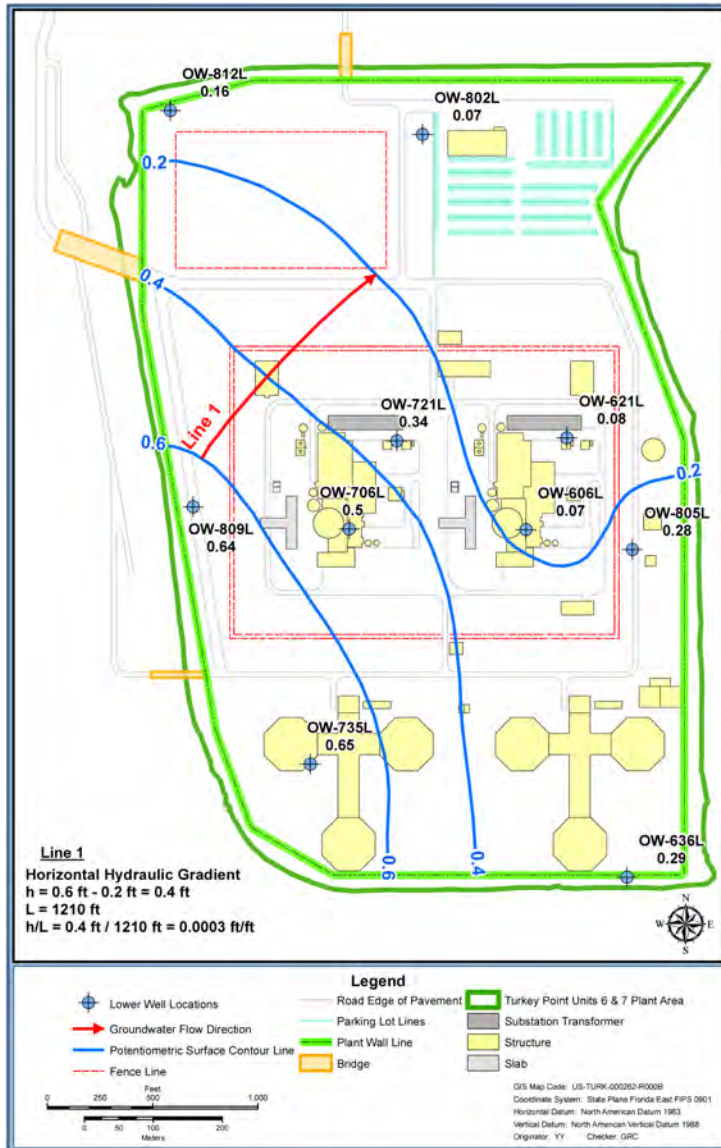 OW-812L
0.16
OW-802L
0.07
0.2
0.4
Line 1
OW-721L
0.34
OW-621L
0.08
0.6
0.2
OW-706L
0.5
OW-606L
0.07
OW-805L
0.28
OW-809L
0.64
OW-735L
0.65
OW-636L
0.29
0.6
0.4
Line 1
Horizontal Hydraulic Gradient
h = 0.6 ft - 0.2 ft = 0.4 ft
L = 1210 ft
h/L = 0.4 ft / 1210 ft = 0.0003 ft/ft
N
W E
S
Legend
Lower Well Locations
Groundwater Flow Direction
Potentiometric Surface Contour Line
Fence Line
Road Edge of Pavement
Parking Lot Lines
Plant Wall Line
Bridge
Turkey Point Units 6 & 7 Plant Area
Substation Transformer
Structure
Slab
Feet
0 250 500 1,000
0 50 100 200
Meters
GIS Map Code: US-TURK-000262-R000B
Coordinate System: State Plane Florida East FIPS 0901
Horizontal Datum: North American Datum 1983
Vertical Datum: North American Vertical Datum 1988
Originator: YY Checker: GRC